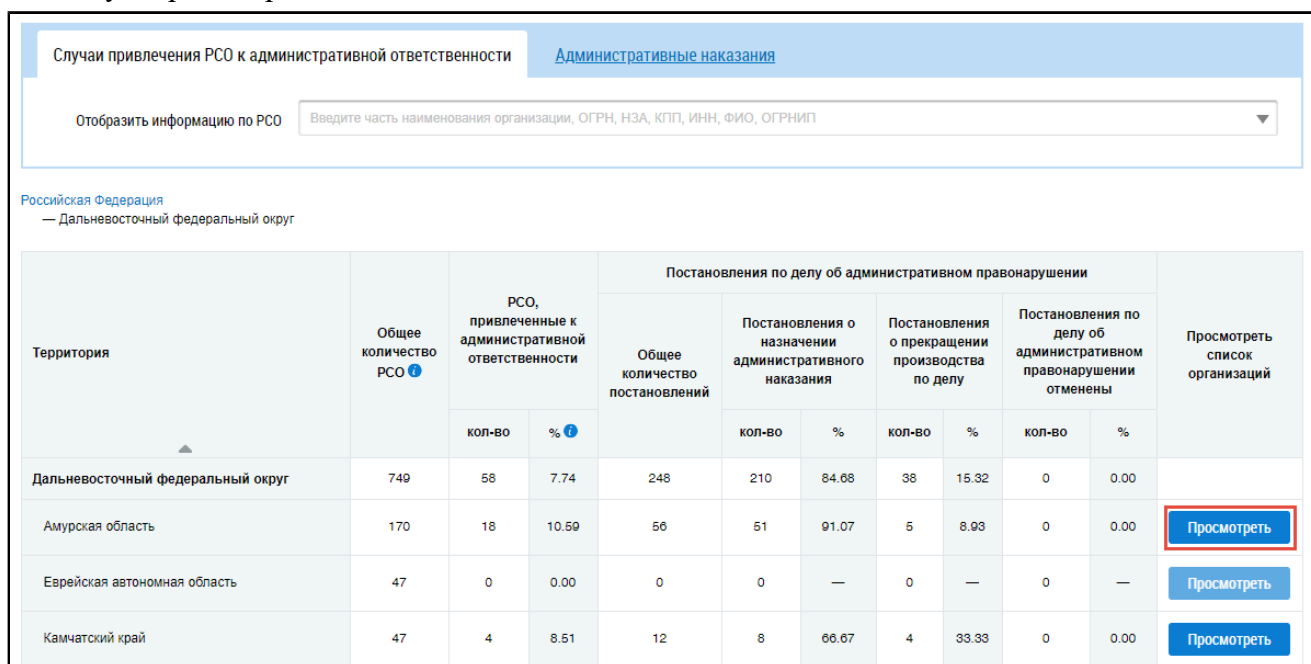 Случаи привлечения РСО к административной ответственности
Административные наказания
Отобразить информацию по РСО
Введите часть наименования организации, ОГРН, НЗА, КПП, ИНН, ФИО, ОГРНИП
Российская Федерация
— Дальневосточный федеральный округ
Территория
Общее
количество
РСО
РСО,
привлеченные к
административной
ответственности
Постановления по делу об административном правонарушении
Общее
количество
постановлений
Постановления о
назначении
административного
наказания
Постановления
о прекращении
производства
по делу
Постановления по
делу об
административном
правонарушении
отменены
Просмотреть
список
организаций
кол-во % кол-во % кол-во % кол-во %
Дальневосточный федеральный округ 749 58 7.74 248 210 84.68 38 15.32 0 0.00
Амурская область 170 18 10.59 56 51 91.07 5 8.93 0 0.00 Просмотреть
Еврейская автономная область 47 0 0.00 0 0 — 0 — 0 — Просмотреть
Камчатский край 47 4 8.51 12 8 66.67 4 33.33 0 0.00 Просмотреть